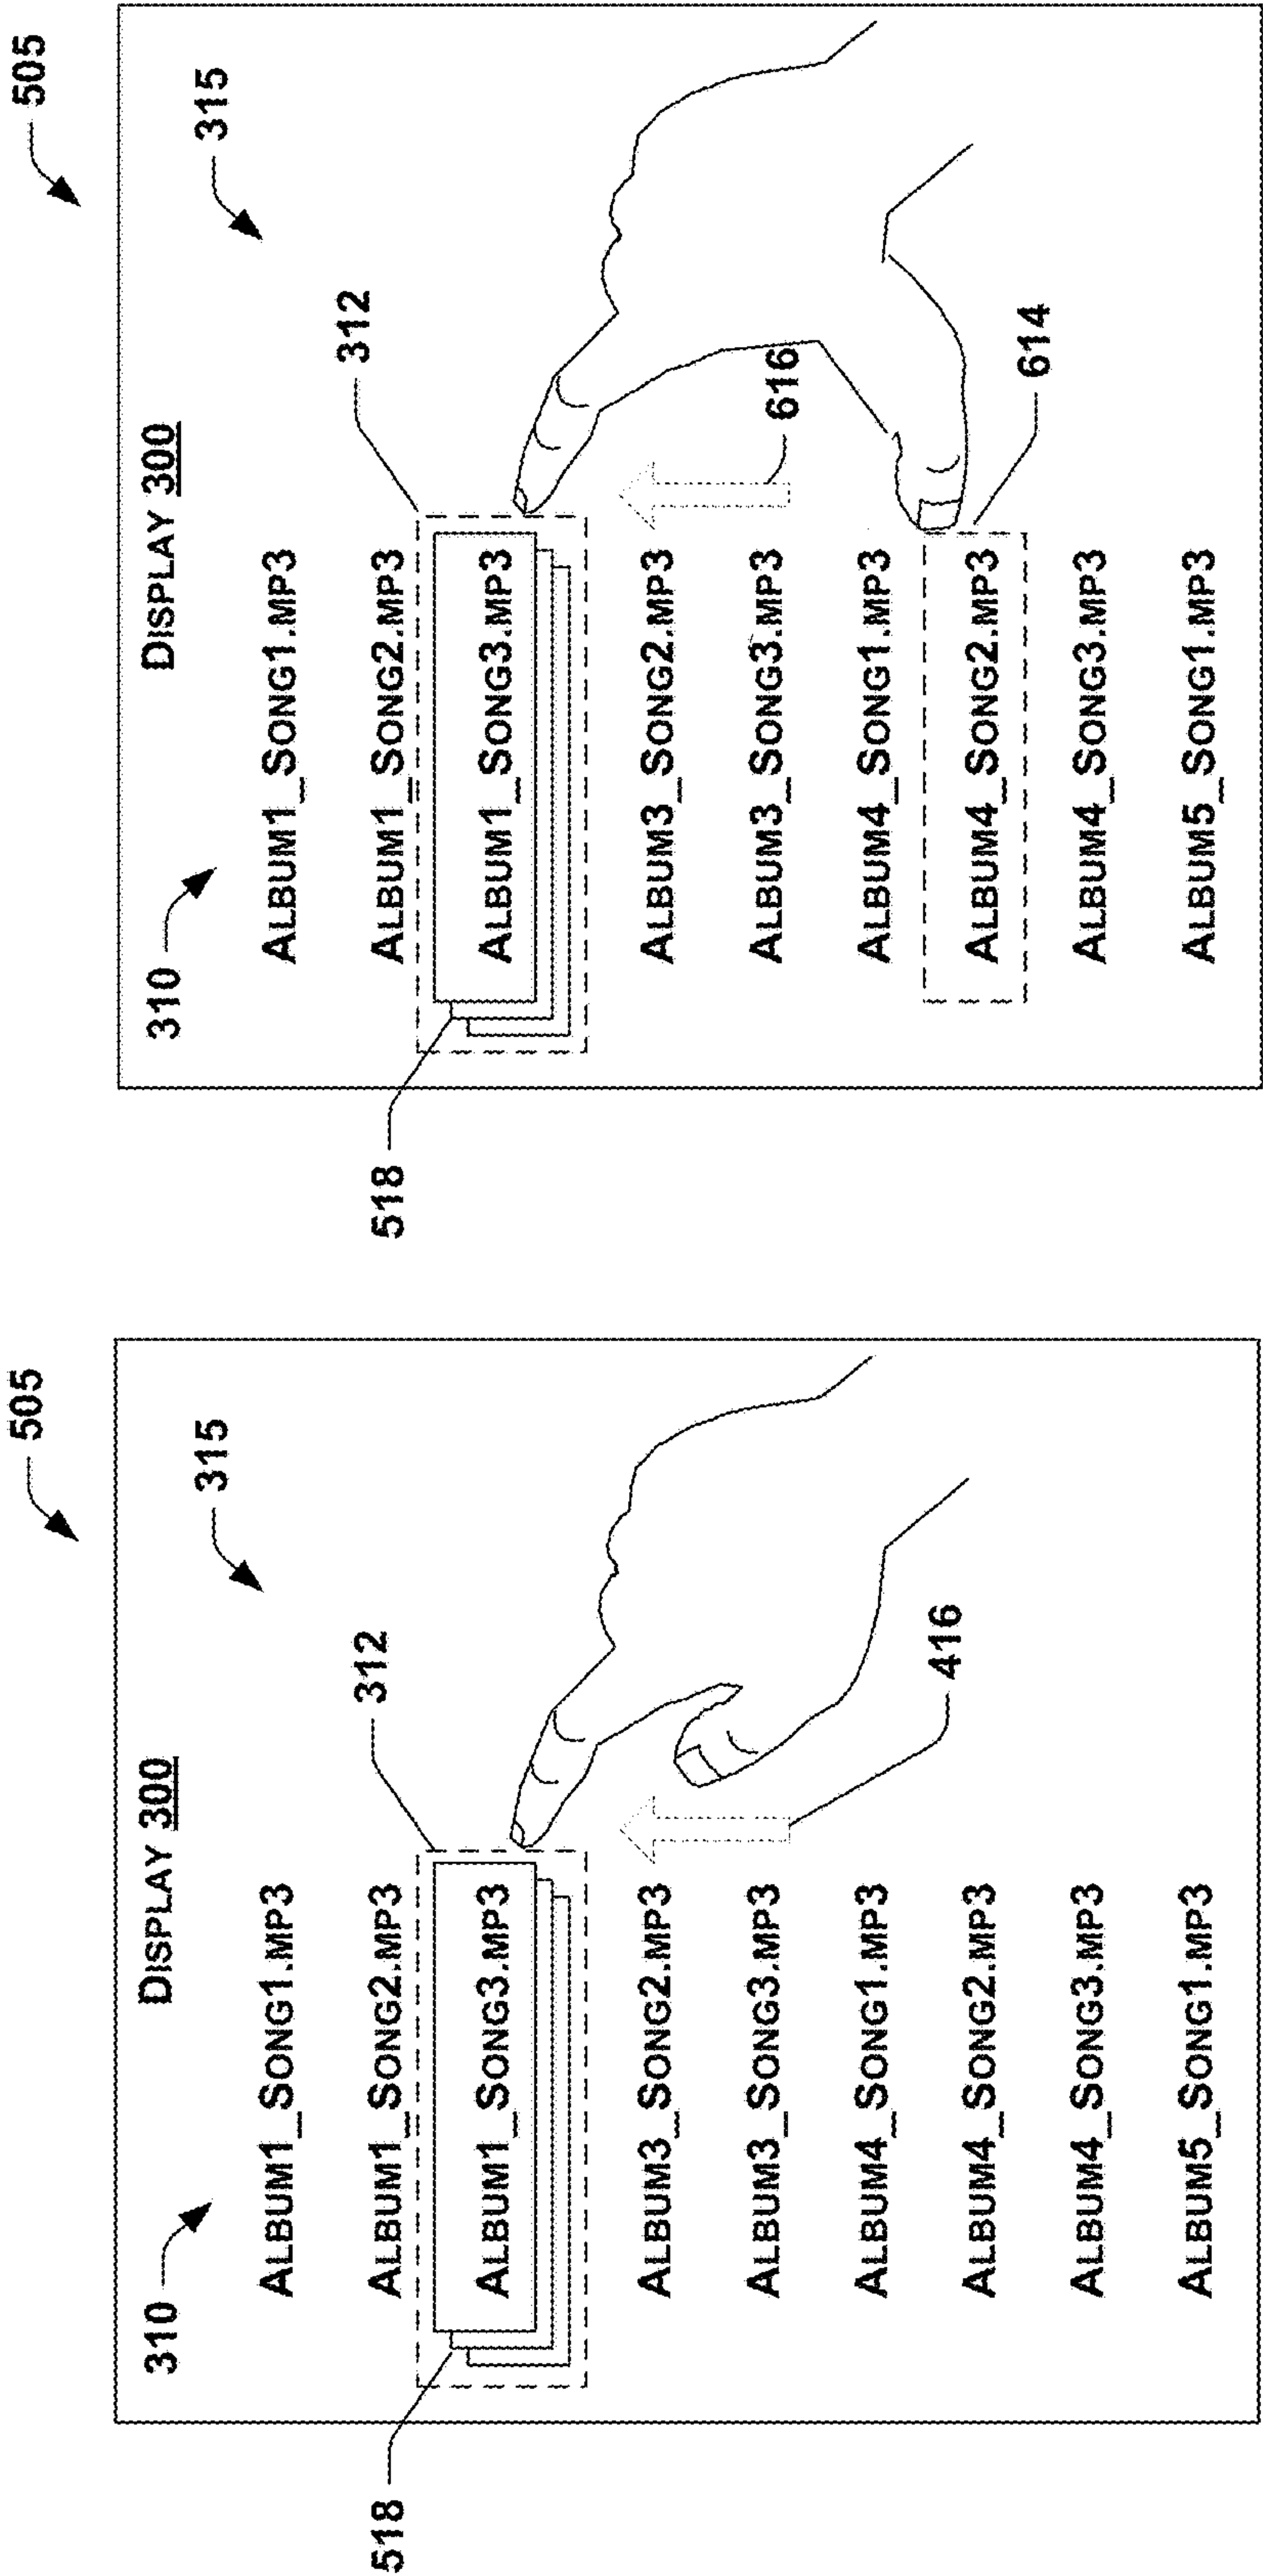 505
315
DISPLAY 300
312
310
ALBUM1_SONG1.MP3
ALBUM1_SONG2.MP3
518
ALBUM1_SONG3.MP3
ALBUM3_SONG2.MP3
ALBUM3_SONG3.MP3
ALBUM4_SONG1.MP3
416
ALBUM4_SONG2.MP3
ALBUM4_SONG3.MP3
ALBUM5_SONG1.MP3
505
315
DISPLAY 300
312
310
ALBUM1_SONG1.MP3
ALBUM1_SONG2.MP3
518
ALBUM1_SONG3.MP3
ALBUM3_SONG2.MP3
616
ALBUM3_SONG3.MP3
ALBUM4_SONG1.MP3
ALBUM4_SONG2.MP3
614
ALBUM4_SONG3.MP3
ALBUM5_SONG1.MP3